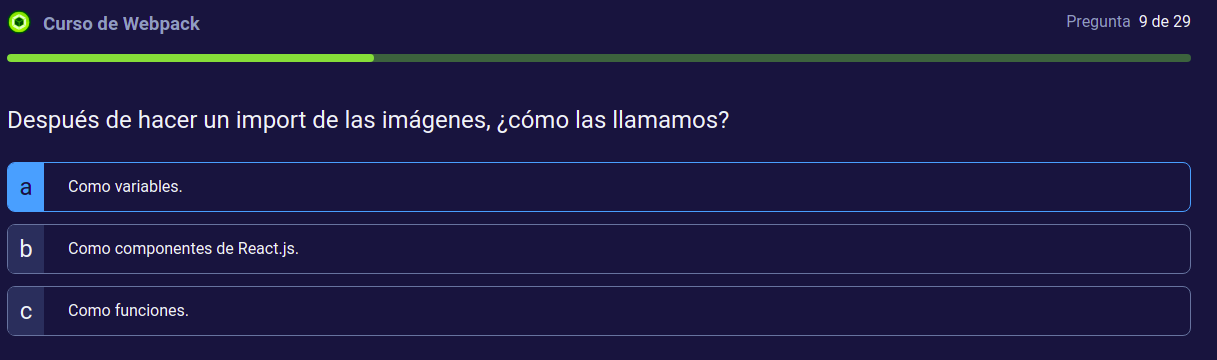 Curso de Webpack
Pregunta 9 de 29
Después de hacer un import de las imágenes, ¿cómo las llamamos?
a Como variables.
b Como componentes de React.js.
c Como funciones.